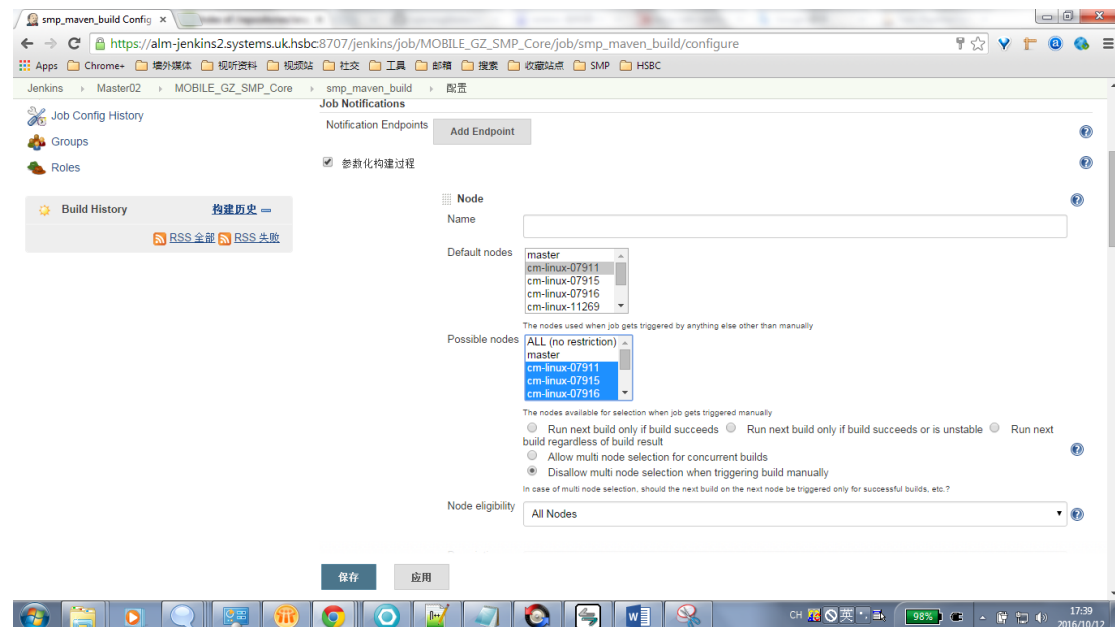 smp_maven_build Config ×
https://alm-jenkins2.systems.uk.hsbc:8707/jenkins/job/MOBILE_GZ_SMP_Core/job/smp_maven_build/configure
Apps Chrome+ 墙外媒体 视听资料 视频站 社交 工具 邮箱 搜索 收藏站点 SMP HSBC
Jenkins Master02 MOBILE_GZ_SMP_Core smp_maven_build 配置
Job Config History
Groups
Roles
Build History 构建历史
RSS 全部 RSS 失败
Job Notifications
Notification Endpoints Add Endpoint
参数化构建过程
Node
Name
Default nodes
master
cm-linux-07911
cm-linux-07915
cm-linux-07916
cm-linux-11269
The nodes used when job gets triggered by anything else other than manually
Possible nodes
ALL (no restriction)
master
cm-linux-07911
cm-linux-07915
cm-linux-07916
The nodes available for selection when job gets triggered manually
Run next build only if build succeeds Run next build only if build succeeds or is unstable Run next
build regardless of build result
Allow multi node selection for concurrent builds
Disallow multi node selection when triggering build manually
In case of multi node selection, should the next build on the next node be triggered only for successful builds, etc.?
Node eligibility All Nodes
保存 应用
CH 英 98% 17:39
2016/10/12